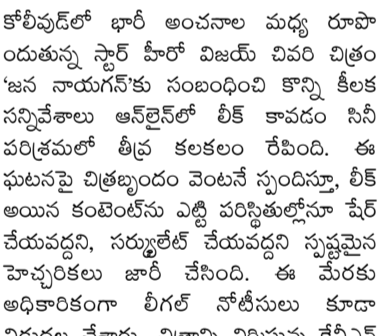 కోలీవుడ్‌లో భారీ అంచనాల మధ్య రూపొ
ందుతున్న స్టార్ హీరో విజయ్ చివరి చిత్రం
‘జన నాయగన్’కు సంబంధించి కొన్ని కీలక
సన్నివేశాలు ఆన్‌లైన్‌లో లీక్ కావడం సినీ
పరిశ్రమలో తీవ్ర కలకలం రేపింది. ఈ
ఘటనపై చిత్రబృందం వెంటనే స్పందిస్తూ, లీక్
అయిన కంటెంట్‌ను ఎట్టి పరిస్థితుల్లోనూ షేర్
చేయవద్దని, సర్క్యులేట్ చేయవద్దని స్పష్టమైన
హెచ్చరికలు జారీ చేసింది. ఈ మేరకు
అధికారికంగా లీగల్ నోటీసులు కూడా